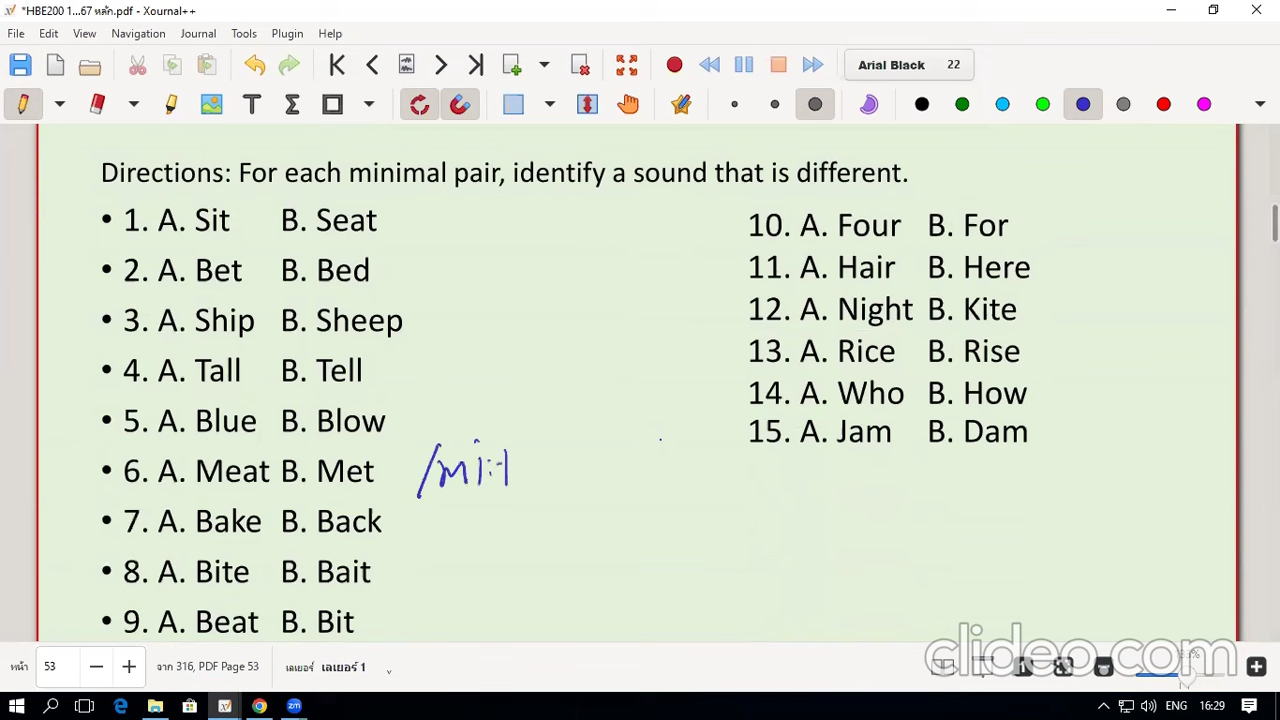 *HBE200 1...67 หลัก.pdf - Xournal++
File Edit View Navigation Journal Tools Plugin Help
Arial Black 22
Directions: For each minimal pair, identify a sound that is different.
• 1. A. Sit B. Seat
• 2. A. Bet B. Bed
• 3. A. Ship B. Sheep
• 4. A. Tall B. Tell
• 5. A. Blue B. Blow
• 6. A. Meat B. Met /mi:
• 7. A. Bake B. Back
• 8. A. Bite B. Bait
• 9. A. Beat B. Bit
10. A. Four B. For
11. A. Hair B. Here
12. A. Night B. Kite
13. A. Rice B. Rise
14. A. Who B. How
15. A. Jam B. Dam
clideo.com
หน้า 53 จาก 316, PDF Page 53 เลเยอร์ เลเยอร์ 1
ENG 16:29